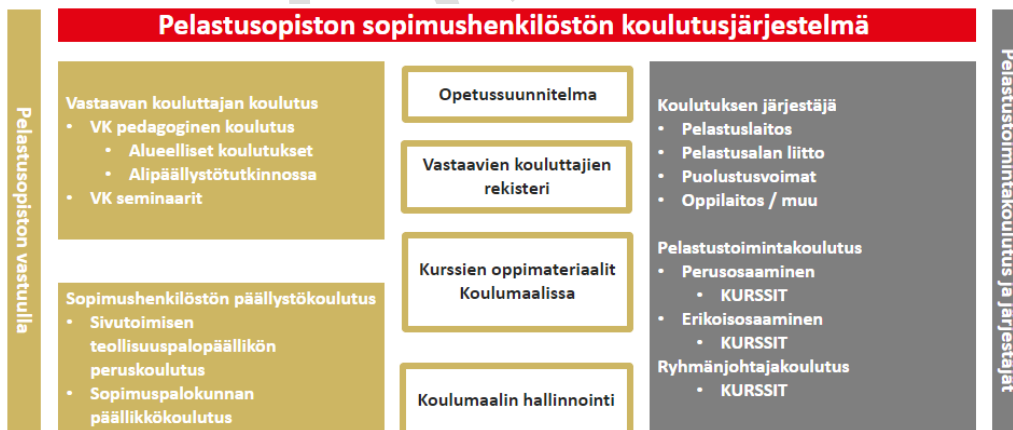 Pelastusopiston sopimushenkilöstön koulutusjärjestelmä
Pelastusopiston vastuulla
Vastaavan kouluttajan koulutus
• VK pedagoginen koulutus
• Alueelliset koulutukset
• Alipäällystötutkinnossa
• VK seminaarit
Sopimushenkilöstön päällystökoulutus
• Sivutoimisen
teollisuuspalopäällikön
peruskoulutus
• Sopimuspalokunnan
päällikkökoulutus
Opetussuunnitelma
Vastaavien kouluttajien
rekisteri
Kurssien oppimateriaalit
Koulumaalissa
Koulumaalin hallinnointi
Koulutuksen järjestäjä
• Pelastuslaitos
• Pelastusalan liitto
• Puolustusvoimat
• Oppilaitos / muu
Pelastustoimintakoulutus
• Perusosaaminen
• KURSSIT
• Erikoisosaaminen
• KURSSIT
Ryhmänjohtajakoulutus
• KURSSIT
Pelastustoimintakoulutus ja järjestäjät